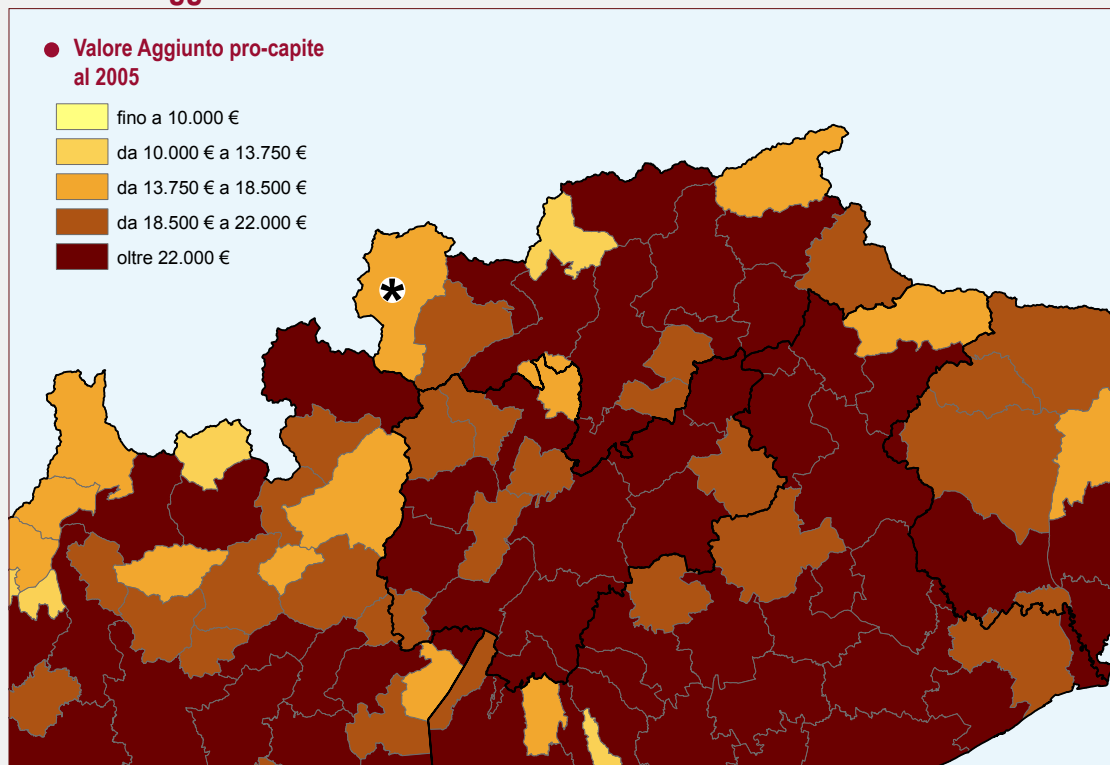 Valore Aggiunto pro-capite
al 2005
fino a 10.000 €
da 10.000 € a 13.750 €
da 13.750 € a 18.500 €
da 18.500 € a 22.000 €
oltre 22.000 €
*